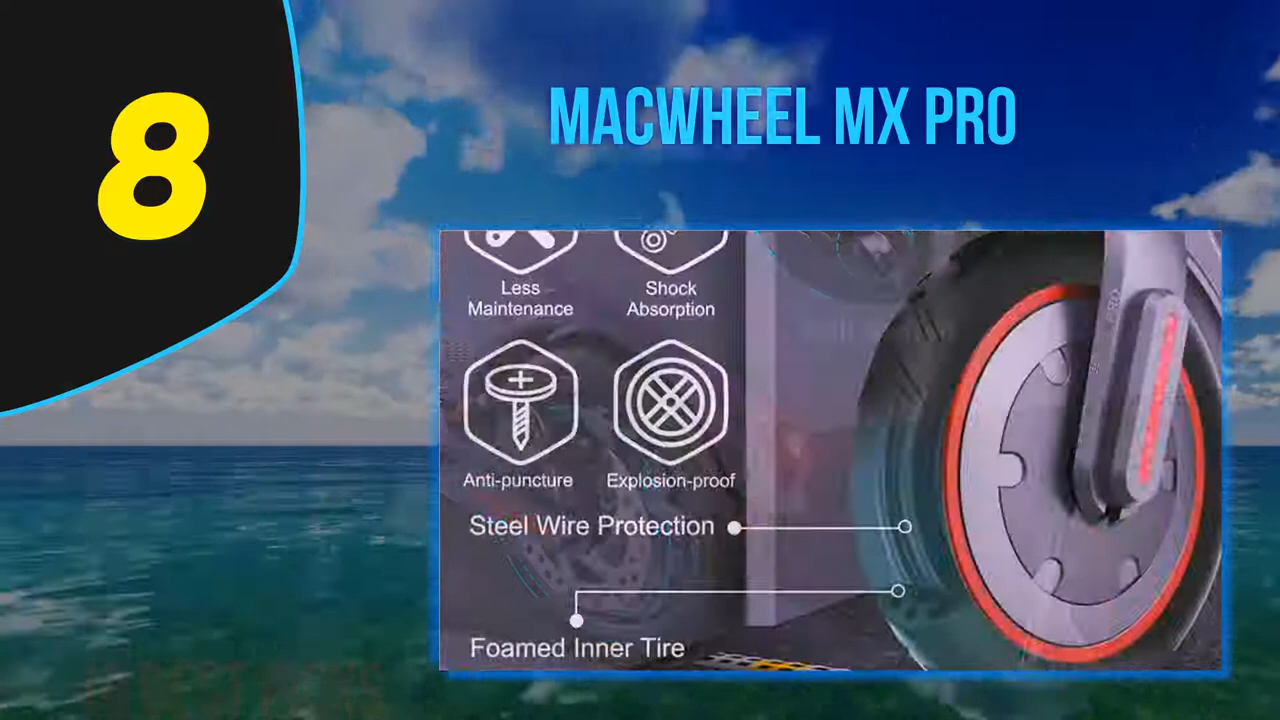 8
MACWHEEL MX PRO
Less
Maintenance
Shock
Absorption
Anti-puncture
Explosion-proof
Steel Wire Protection
Foamed Inner Tire